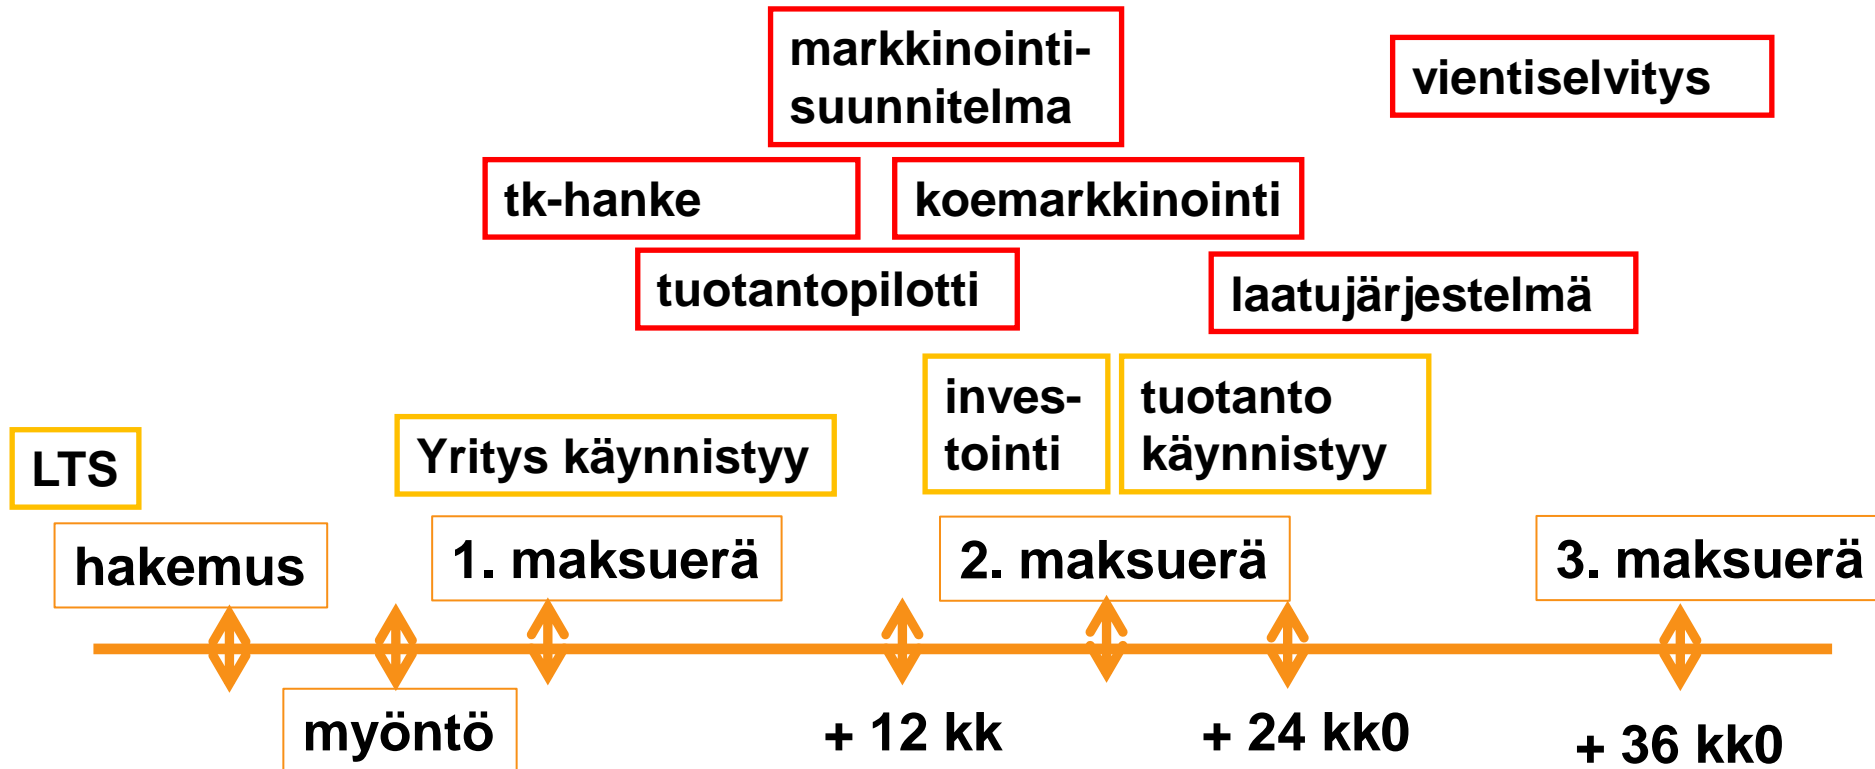 markkinointi-
suunnitelma
vientiselvitys
tk-hanke
koemarkkinointi
tuotantopilotti
laatujärjestelmä
inves-
tointi
tuotanto
käynnistyy
LTS
Yritys käynnistyy
hakemus
1. maksuerä
2. maksuerä
3. maksuerä
myöntö
+ 12 kk
+ 24 kk0
+ 36 kk0